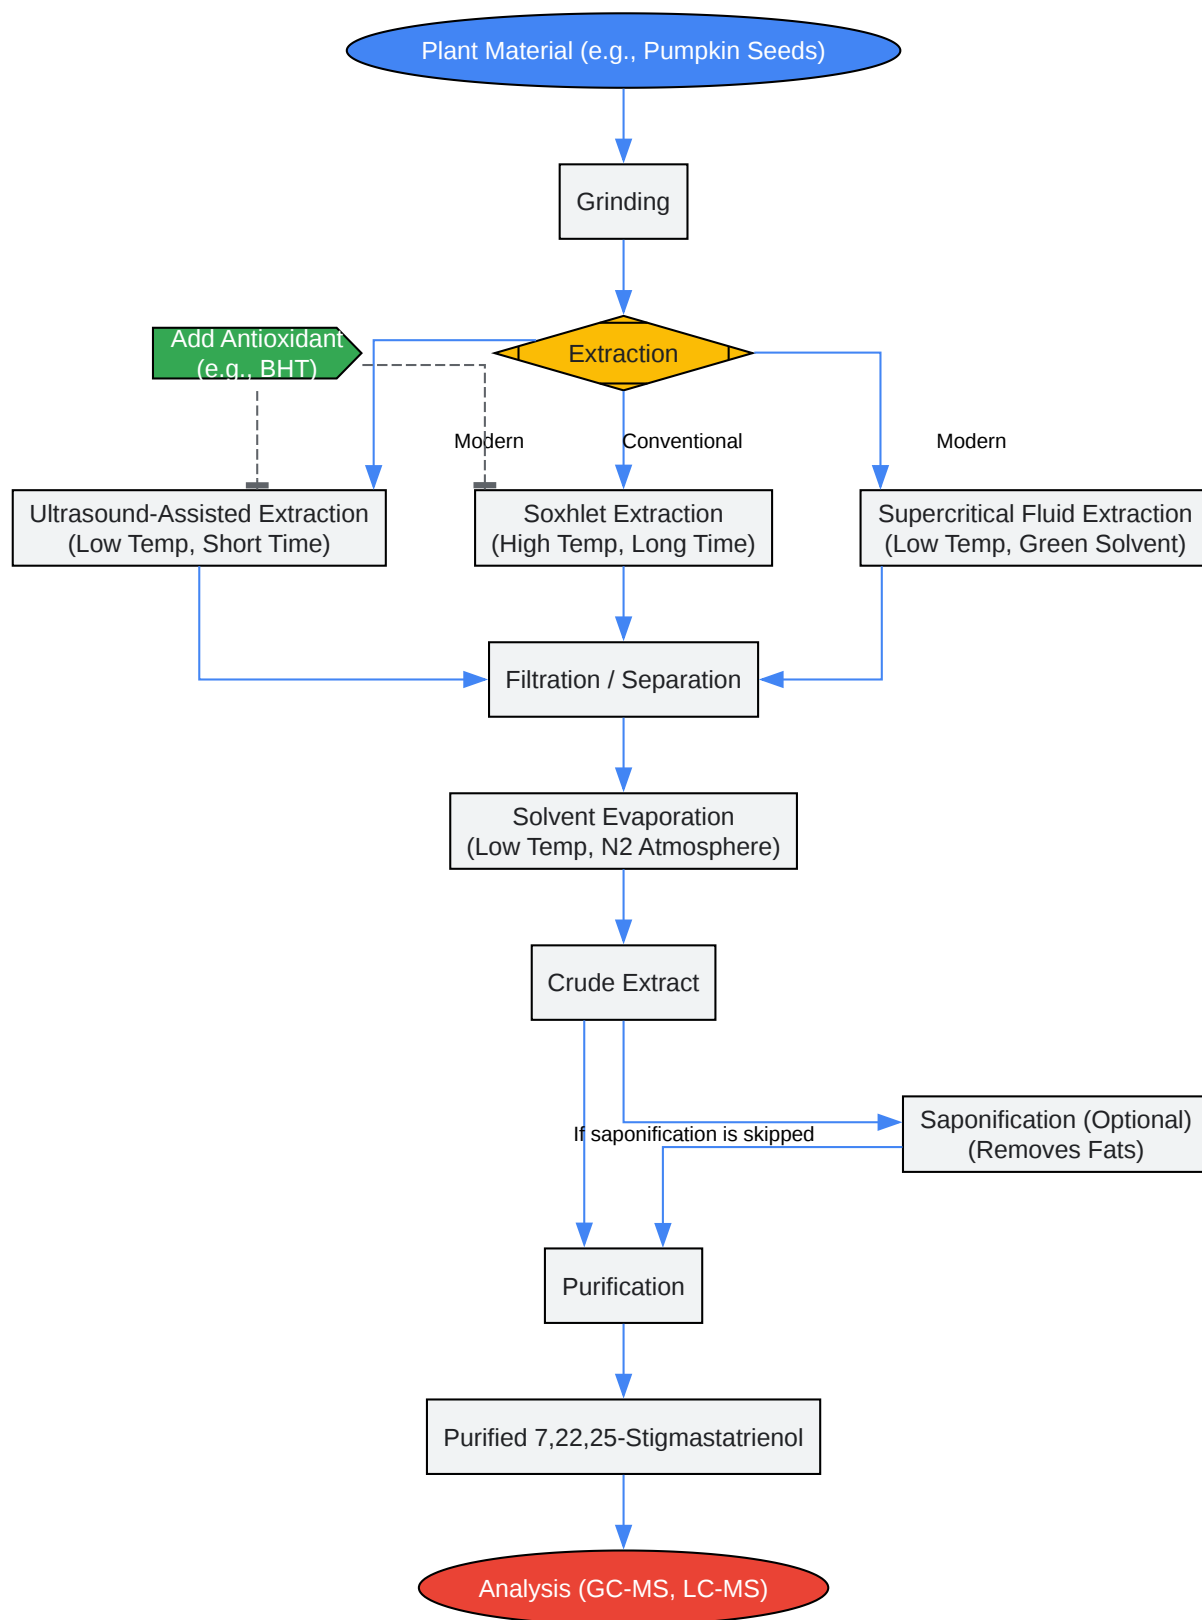 Plant Material (e.g., Pumpkin Seeds)
Grinding
Add Antioxidant
(e.g., BHT)
Extraction
Modern
Conventional
Modern
Ultrasound-Assisted Extraction
(Low Temp, Short Time)
Soxhlet Extraction
(High Temp, Long Time)
Supercritical Fluid Extraction
(Low Temp, Green Solvent)
Filtration / Separation
Solvent Evaporation
(Low Temp, N2 Atmosphere)
Crude Extract
Saponification (Optional)
(Removes Fats)
If saponification is skipped
Purification
Purified 7,22,25-Stigmastatrienol
Analysis (GC-MS, LC-MS)